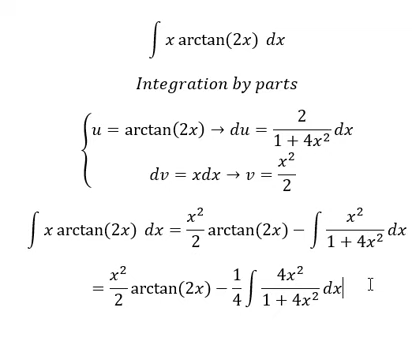 ∫ x arctan(2x) dx
Integration by parts
{ u = arctan(2x) → du = 2/(1 + 4x²) dx
dv = xdx → v = x²/2
∫ x arctan(2x) dx = x²/2 arctan(2x) − ∫ x²/(1 + 4x²) dx
= x²/2 arctan(2x) − 1/4 ∫ 4x²/(1 + 4x²) dx